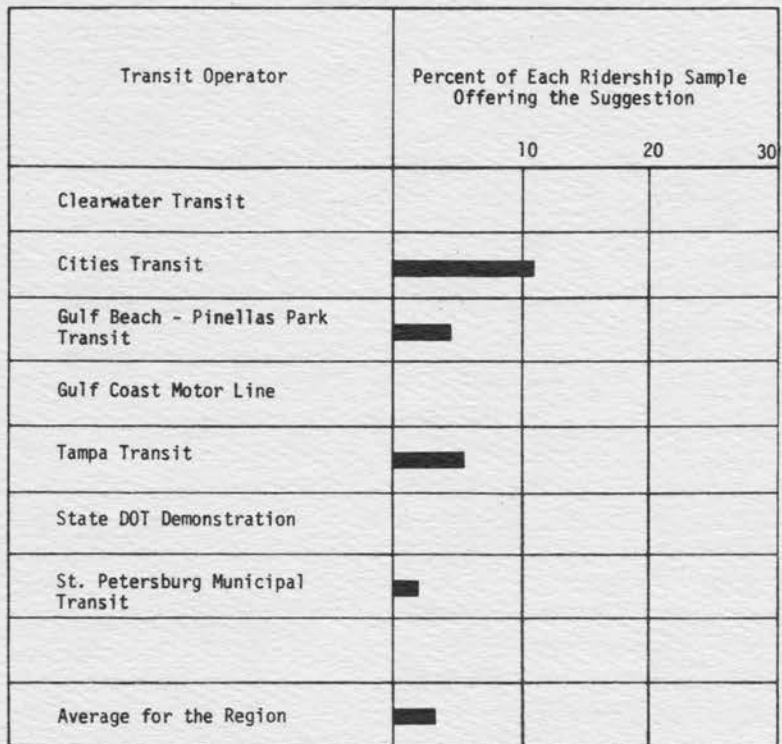 Transit Operator
Percent of Each Ridership Sample
Offering the Suggestion
10 20 30
Clearwater Transit
Cities Transit
Gulf Beach - Pinellas Park
Transit
Gulf Coast Motor Line
Tampa Transit
State DOT Demonstration
St. Petersburg Municipal
Transit
Average for the Region